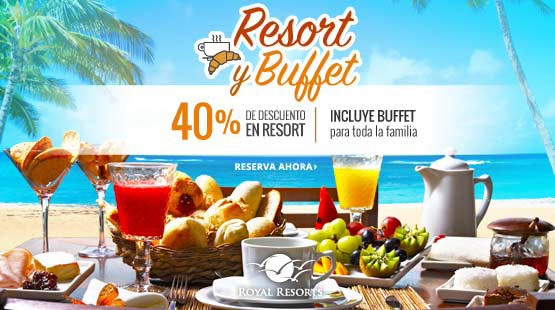 Resort
y Buffet
40%
DE DESCUENTO
EN RESORT
INCLUYE BUFFET
para toda la familia
RESERVA AHORA ›
ROYAL RESORTS